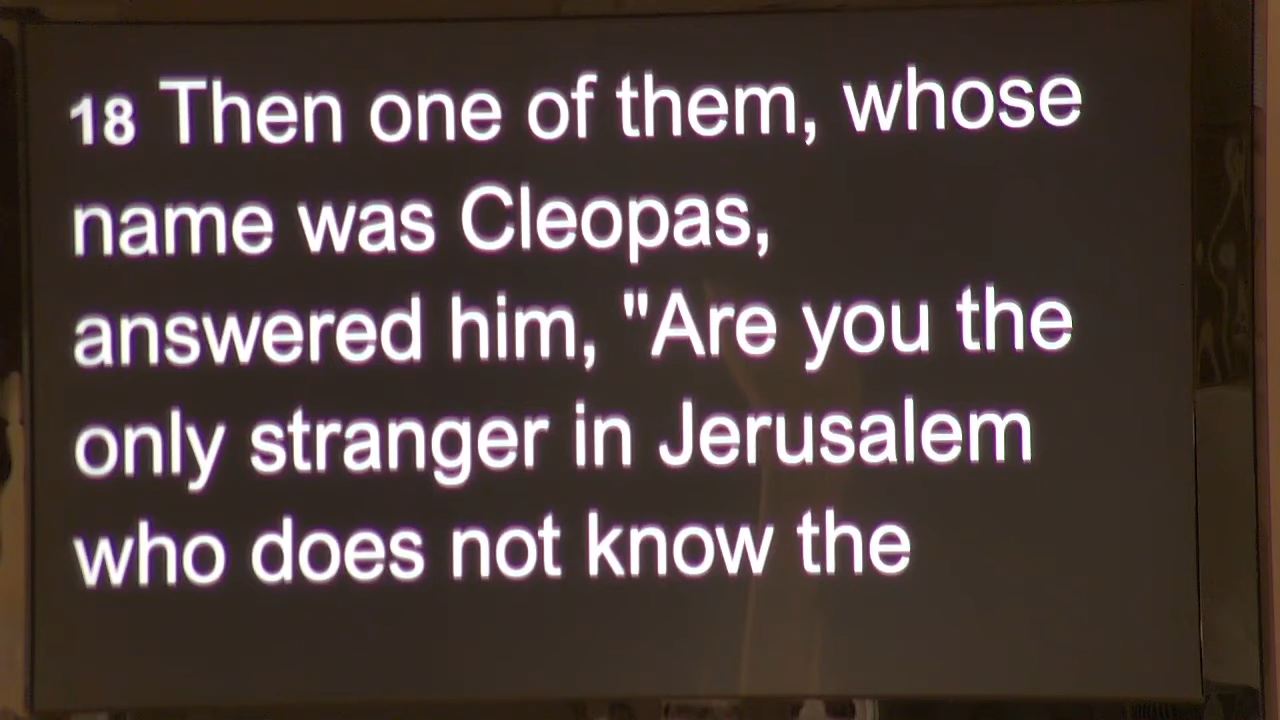 18 Then one of them, whose
name was Cleopas,
answered him, "Are you the
only stranger in Jerusalem
who does not know the